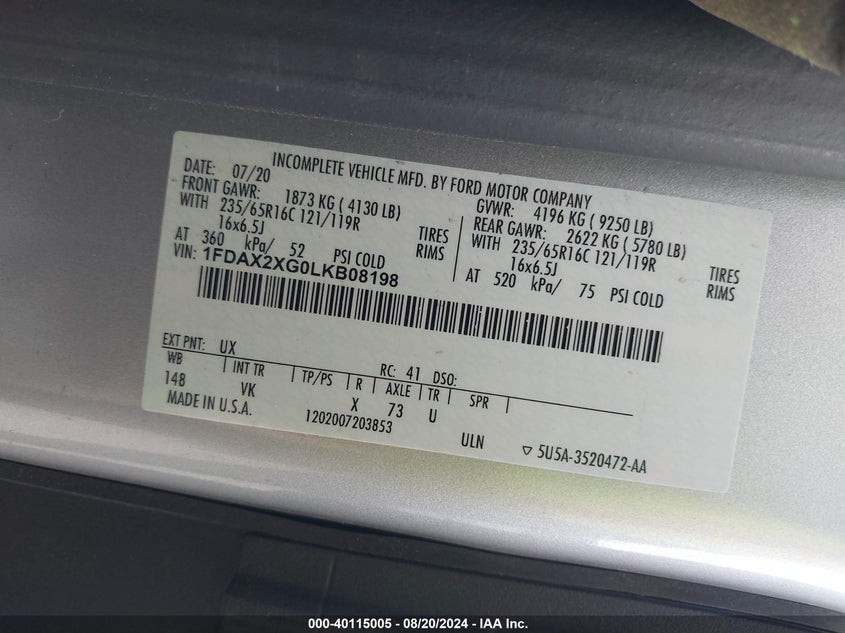 INCOMPLETE VEHICLE MFD. BY FORD MOTOR COMPANY
DATE: 07/20 GVWR: 4196 KG ( 9250 LB)
FRONT GAWR: 1873 KG ( 4130 LB) REAR GAWR: 2622 KG ( 5780 LB)
WITH 235/65R16C 121/119R TIRES WITH 235/65R16C 121/119R TIRES
16x6.5J RIMS 16x6.5J RIMS
AT 360 kPa/ 52 PSI COLD AT 520 kPa/ 75 PSI COLD
VIN: 1FDAX2XG0LKB08198
EXT PNT: UX RC: 41 DSO:
WB INT TR TP/PS R AXLE TR SPR
148 VK X 73 U
MADE IN U.S.A. 1202007203853 ULN ▽ 5U5A-3520472-AA
000-40115005 - 08/20/2024 - IAA Inc.